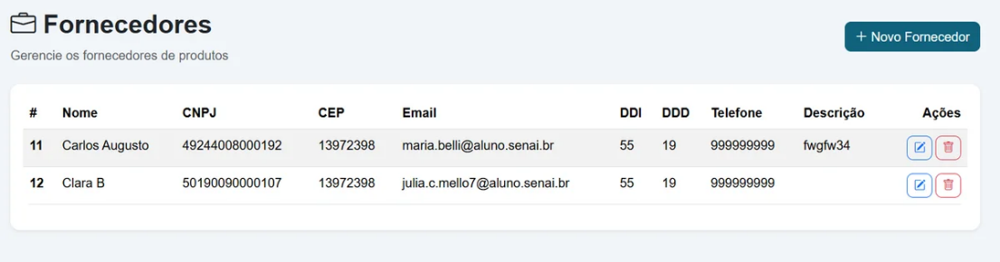 Fornecedores
+ Novo Fornecedor
Gerencie os fornecedores de produtos
# Nome CNPJ CEP Email DDI DDD Telefone Descrição Ações
11 Carlos Augusto 49244008000192 13972398 maria.belli@aluno.senai.br 55 19 999999999 fwgfw34
12 Clara B 50190090000107 13972398 julia.c.mello7@aluno.senai.br 55 19 999999999